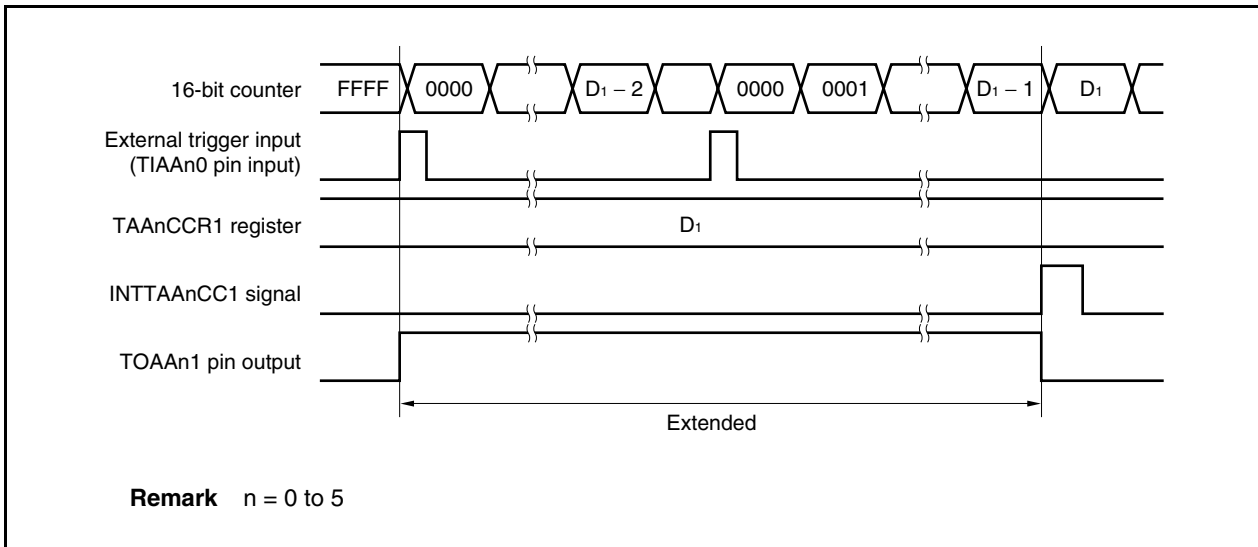 16-bit counter FFFF 0000 D1 – 2 0000 0001 D1 – 1 D1
External trigger input
(TIAAn0 pin input)
TAAnCCR1 register D1
INTTAAnCC1 signal
TOAAn1 pin output
Extended
Remark n = 0 to 5